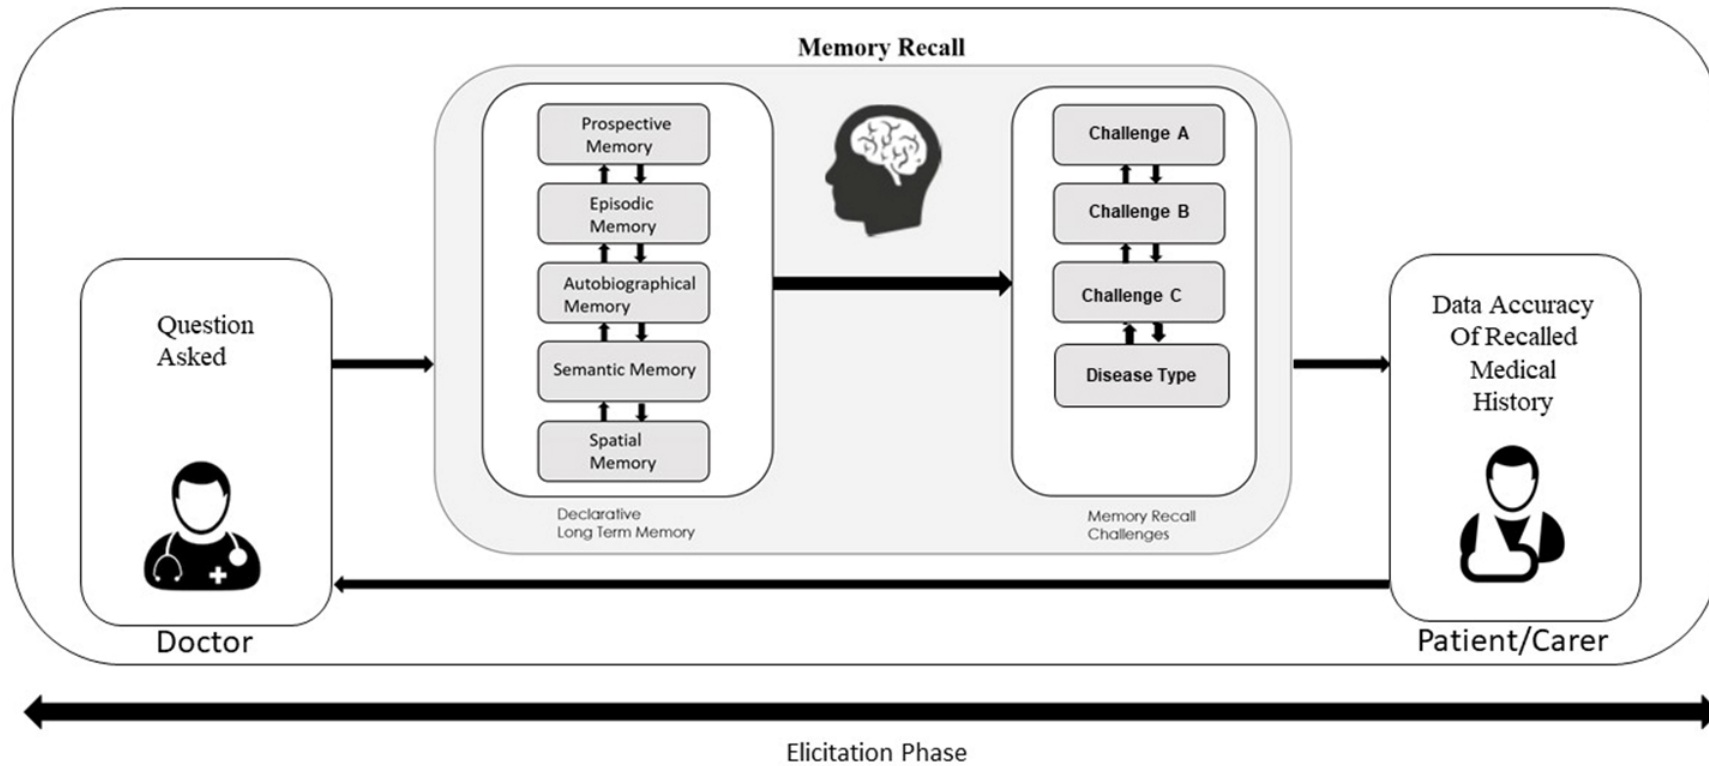 Memory Recall
Question
Asked
Doctor
Prospective
Memory
Episodic
Memory
Autobiographical
Memory
Semantic Memory
Spatial
Memory
Declarative
Long Term Memory
Challenge A
Challenge B
Challenge C
Disease Type
Memory Recall
Challenges
Data Accuracy
Of Recalled
Medical
History
Patient/Carer
Elicitation Phase